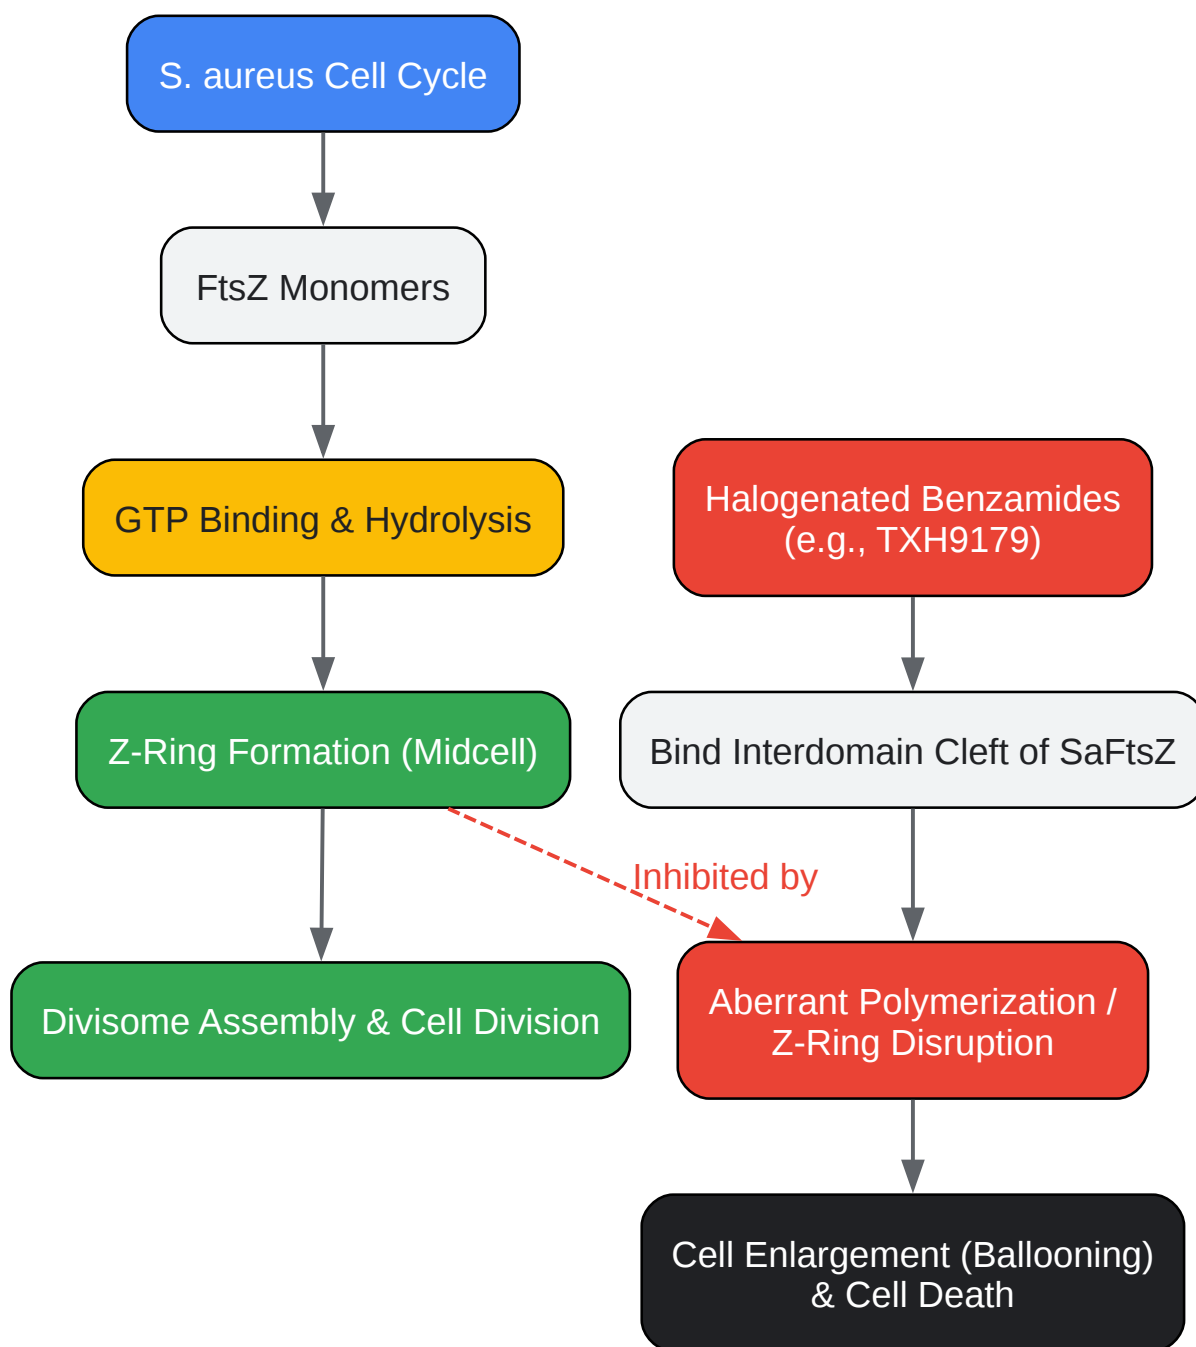 S. aureus Cell Cycle
FtsZ Monomers
GTP Binding & Hydrolysis
Halogenated Benzamides
(e.g., TXH9179)
Z-Ring Formation (Midcell)
Bind Interdomain Cleft of SaFtsZ
Inhibited by
Divisome Assembly & Cell Division
Aberrant Polymerization /
Z-Ring Disruption
Cell Enlargement (Ballooning)
& Cell Death